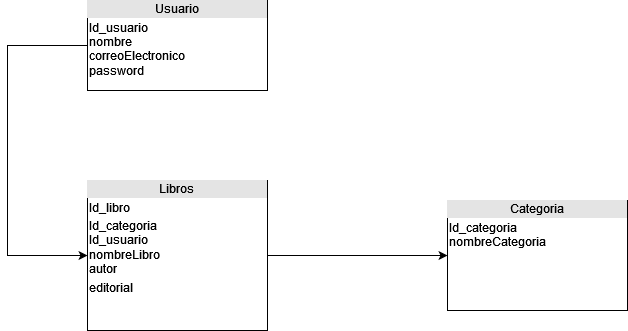 Usuario
Id_usuario
nombre
correoElectronico
password
Libros
Id_libro
Id_categoria
Id_usuario
nombreLibro
autor
editorial
Categoria
Id_categoria
nombreCategoria